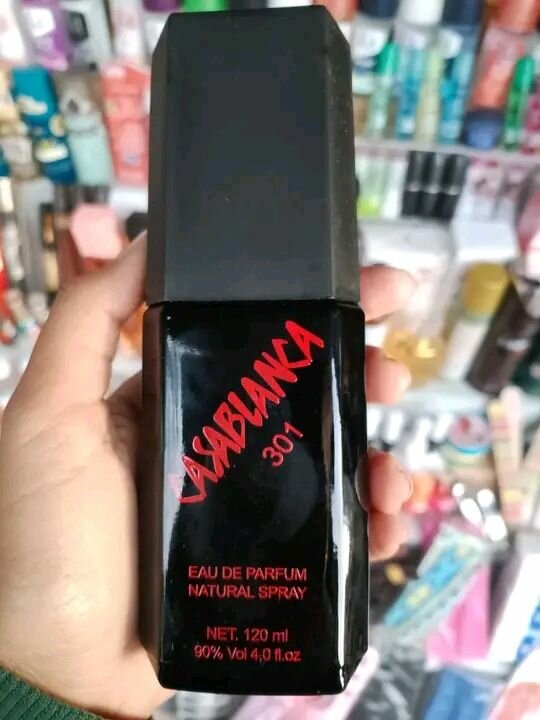 CASABLANCA
301
EAU DE PARFUM
NATURAL SPRAY
NET. 120 ml
90% Vol 4,0 fl.oz